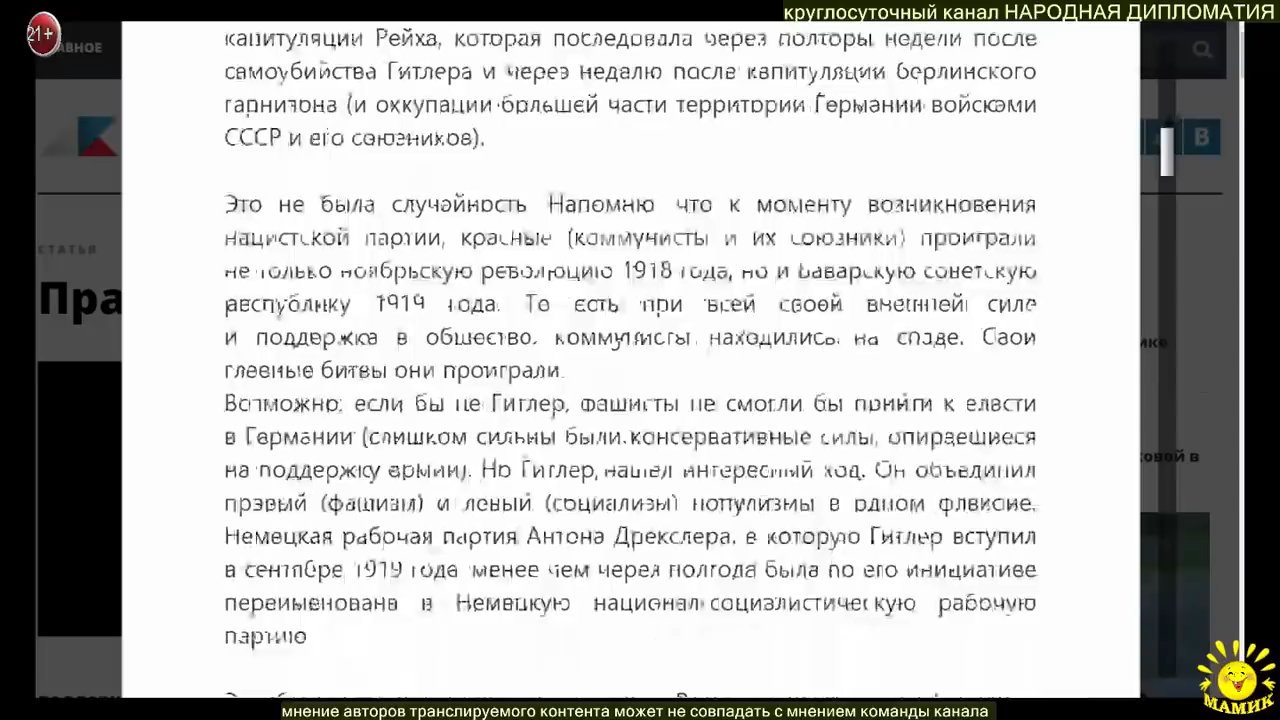 круглосуточный канал НАРОДНАЯ ДИПЛОМАТИЯ
21+
капитуляции Рейха, которая последовала через полторы недели после
самоубийства Гитлера и через неделю после капитуляции берлинского
гарнизона (и оккупации большей части территории Германии войсками
СССР и его союзников).
Это не была случайность Напомню что к моменту возникновения
нацистской партии, красные (коммунисты и их союзники) проиграли
не только ноябрьскую революцию 1918 года, но и Баварскую советскую
республику 1919 года. То есть при всей своей внешней силе
и поддержка в общество, коммунисты находились на спаде. Свои
главные битвы они проиграли.
Возможно, если бы не Гитлер, фашисты не смогли бы прийти к власти
в Германии (слишком сильны были консервативные силы, опиравшиеся
на поддержку армии). Но Гитлер нашел интересный ход. Он объединил
правый (фашизм) и левый (социализм) популизмы в одном флаконе.
Немецкая рабочая партия Антона Дрекслера, в которую Гитлер вступил
в сентябре 1919 года менее чем через полгода была по его инициативе
переименована в Немецкую национал-социалистическую рабочую
партию
СТАТЬЯ
Пра
В
мнение авторов транслируемого контента может не совпадать с мнением команды канала
МАМИК